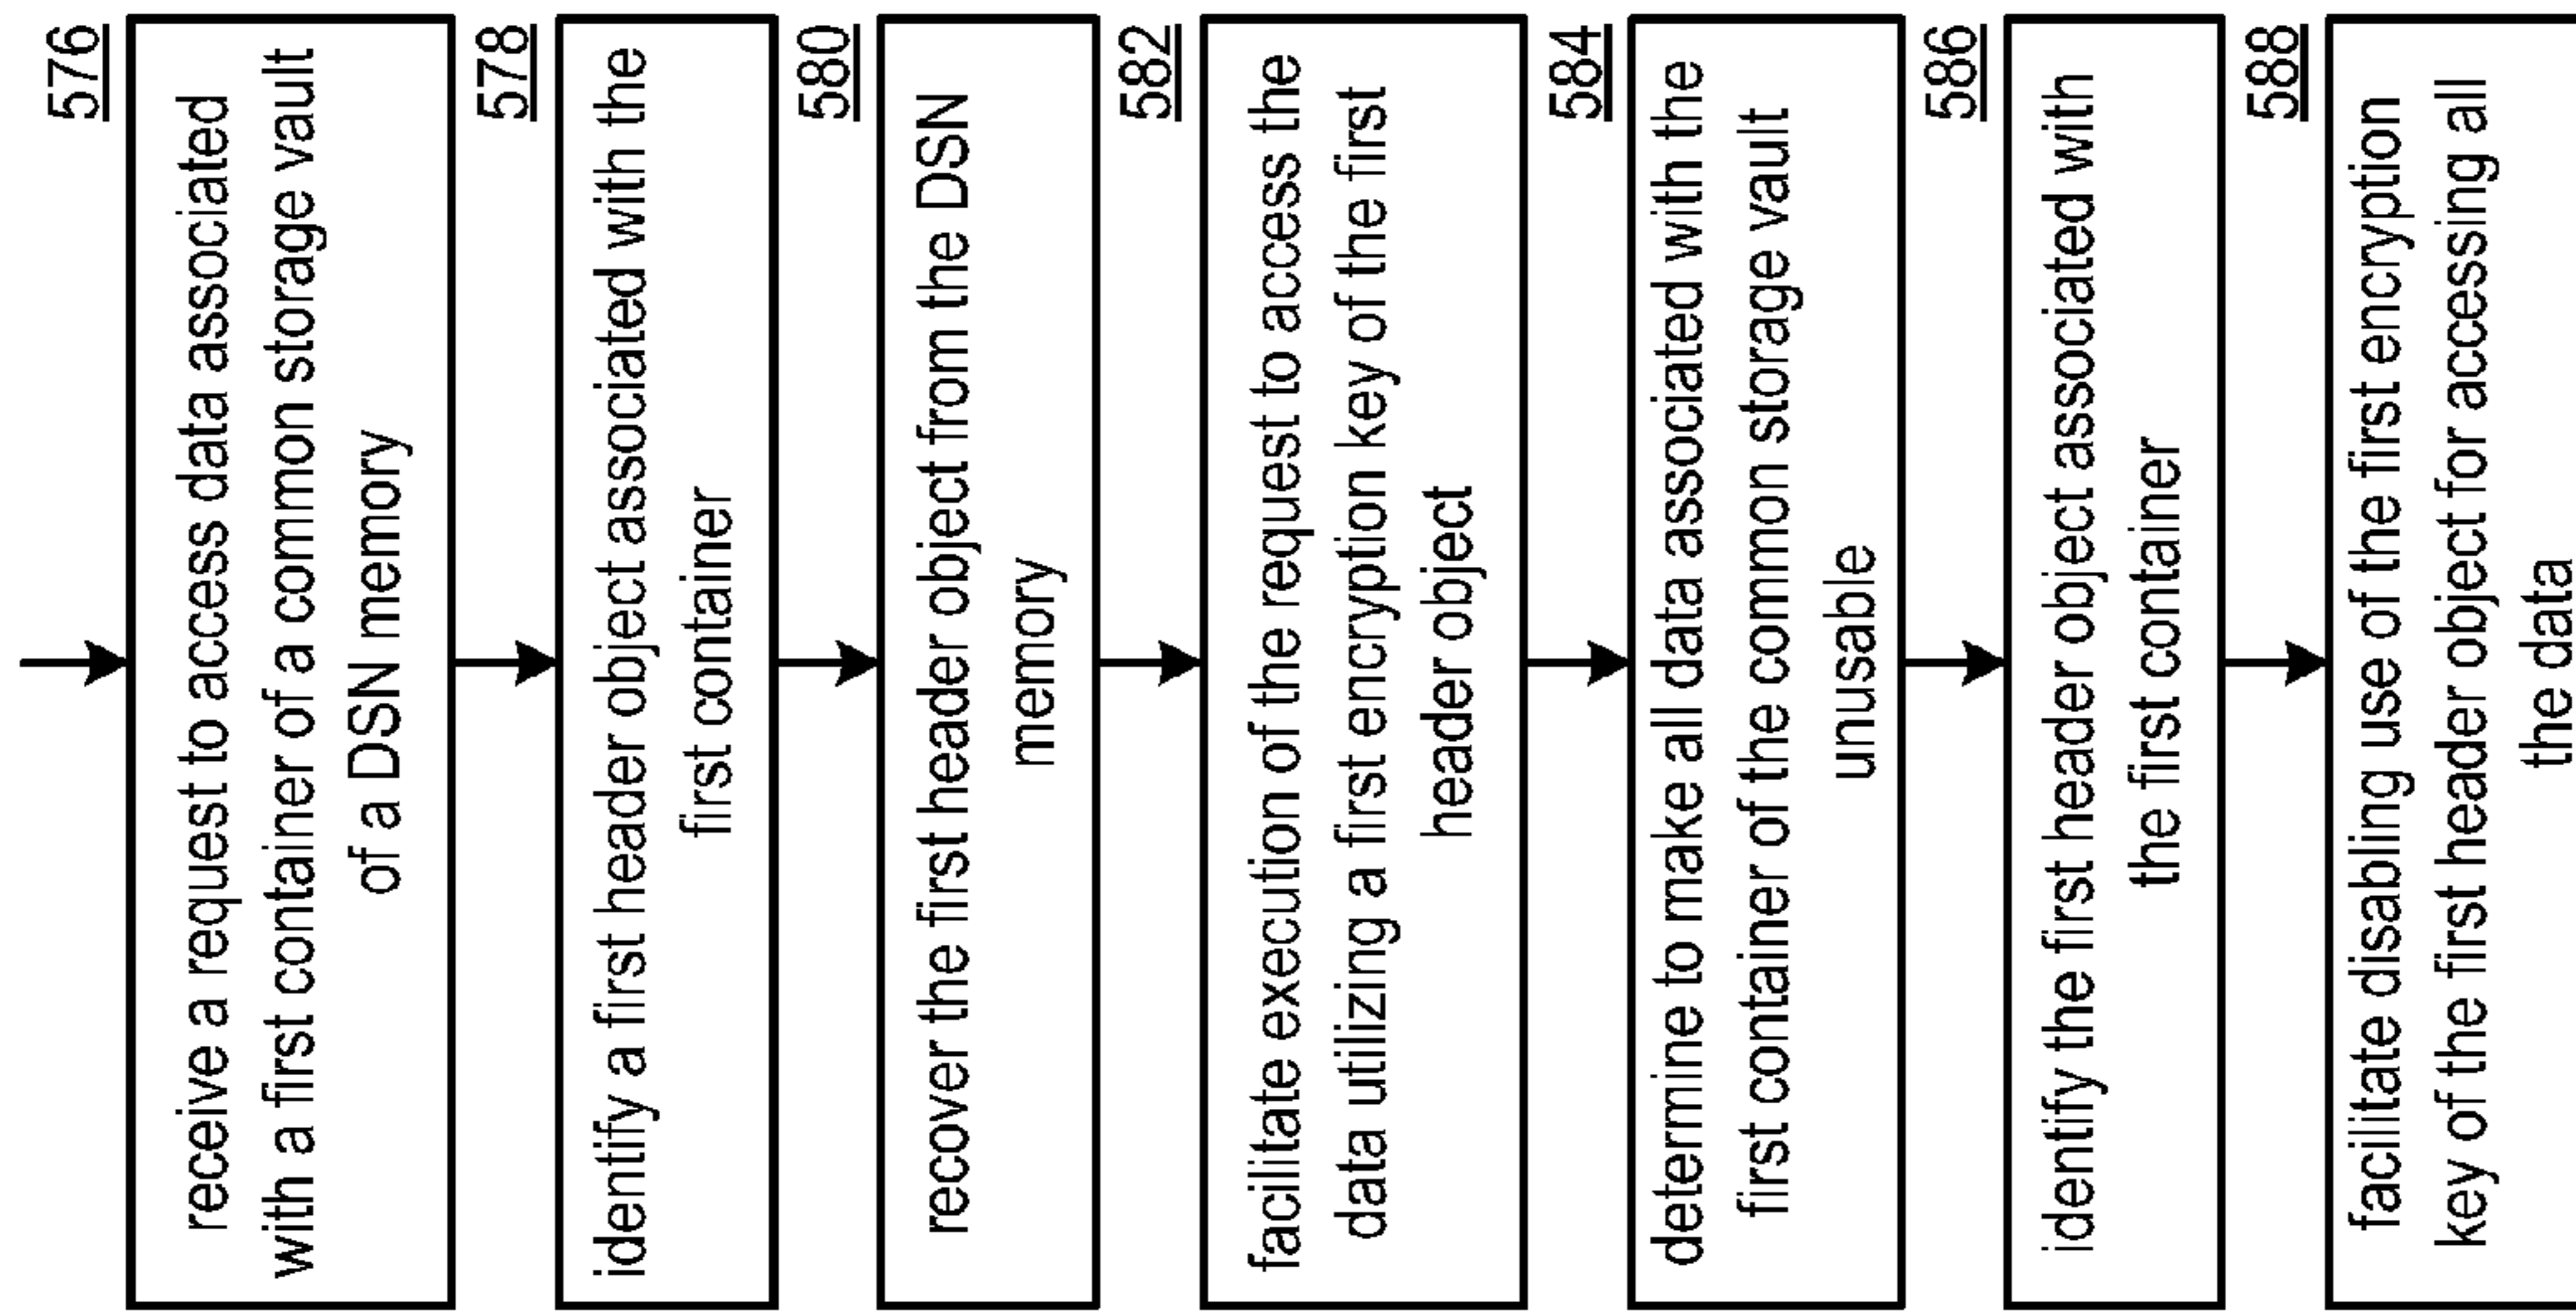 576
receive a request to access data associated
with a first container of a common storage vault
of a DSN memory
578
identify a first header object associated with the
first container
580
recover the first header object from the DSN
memory
582
facilitate execution of the request to access the
data utilizing a first encryption key of the first
header object
584
determine to make all data associated with the
first container of the common storage vault
unusable
586
identify the first header object associated with
the first container
588
facilitate disabling use of the first encryption
key of the first header object for accessing all
the data